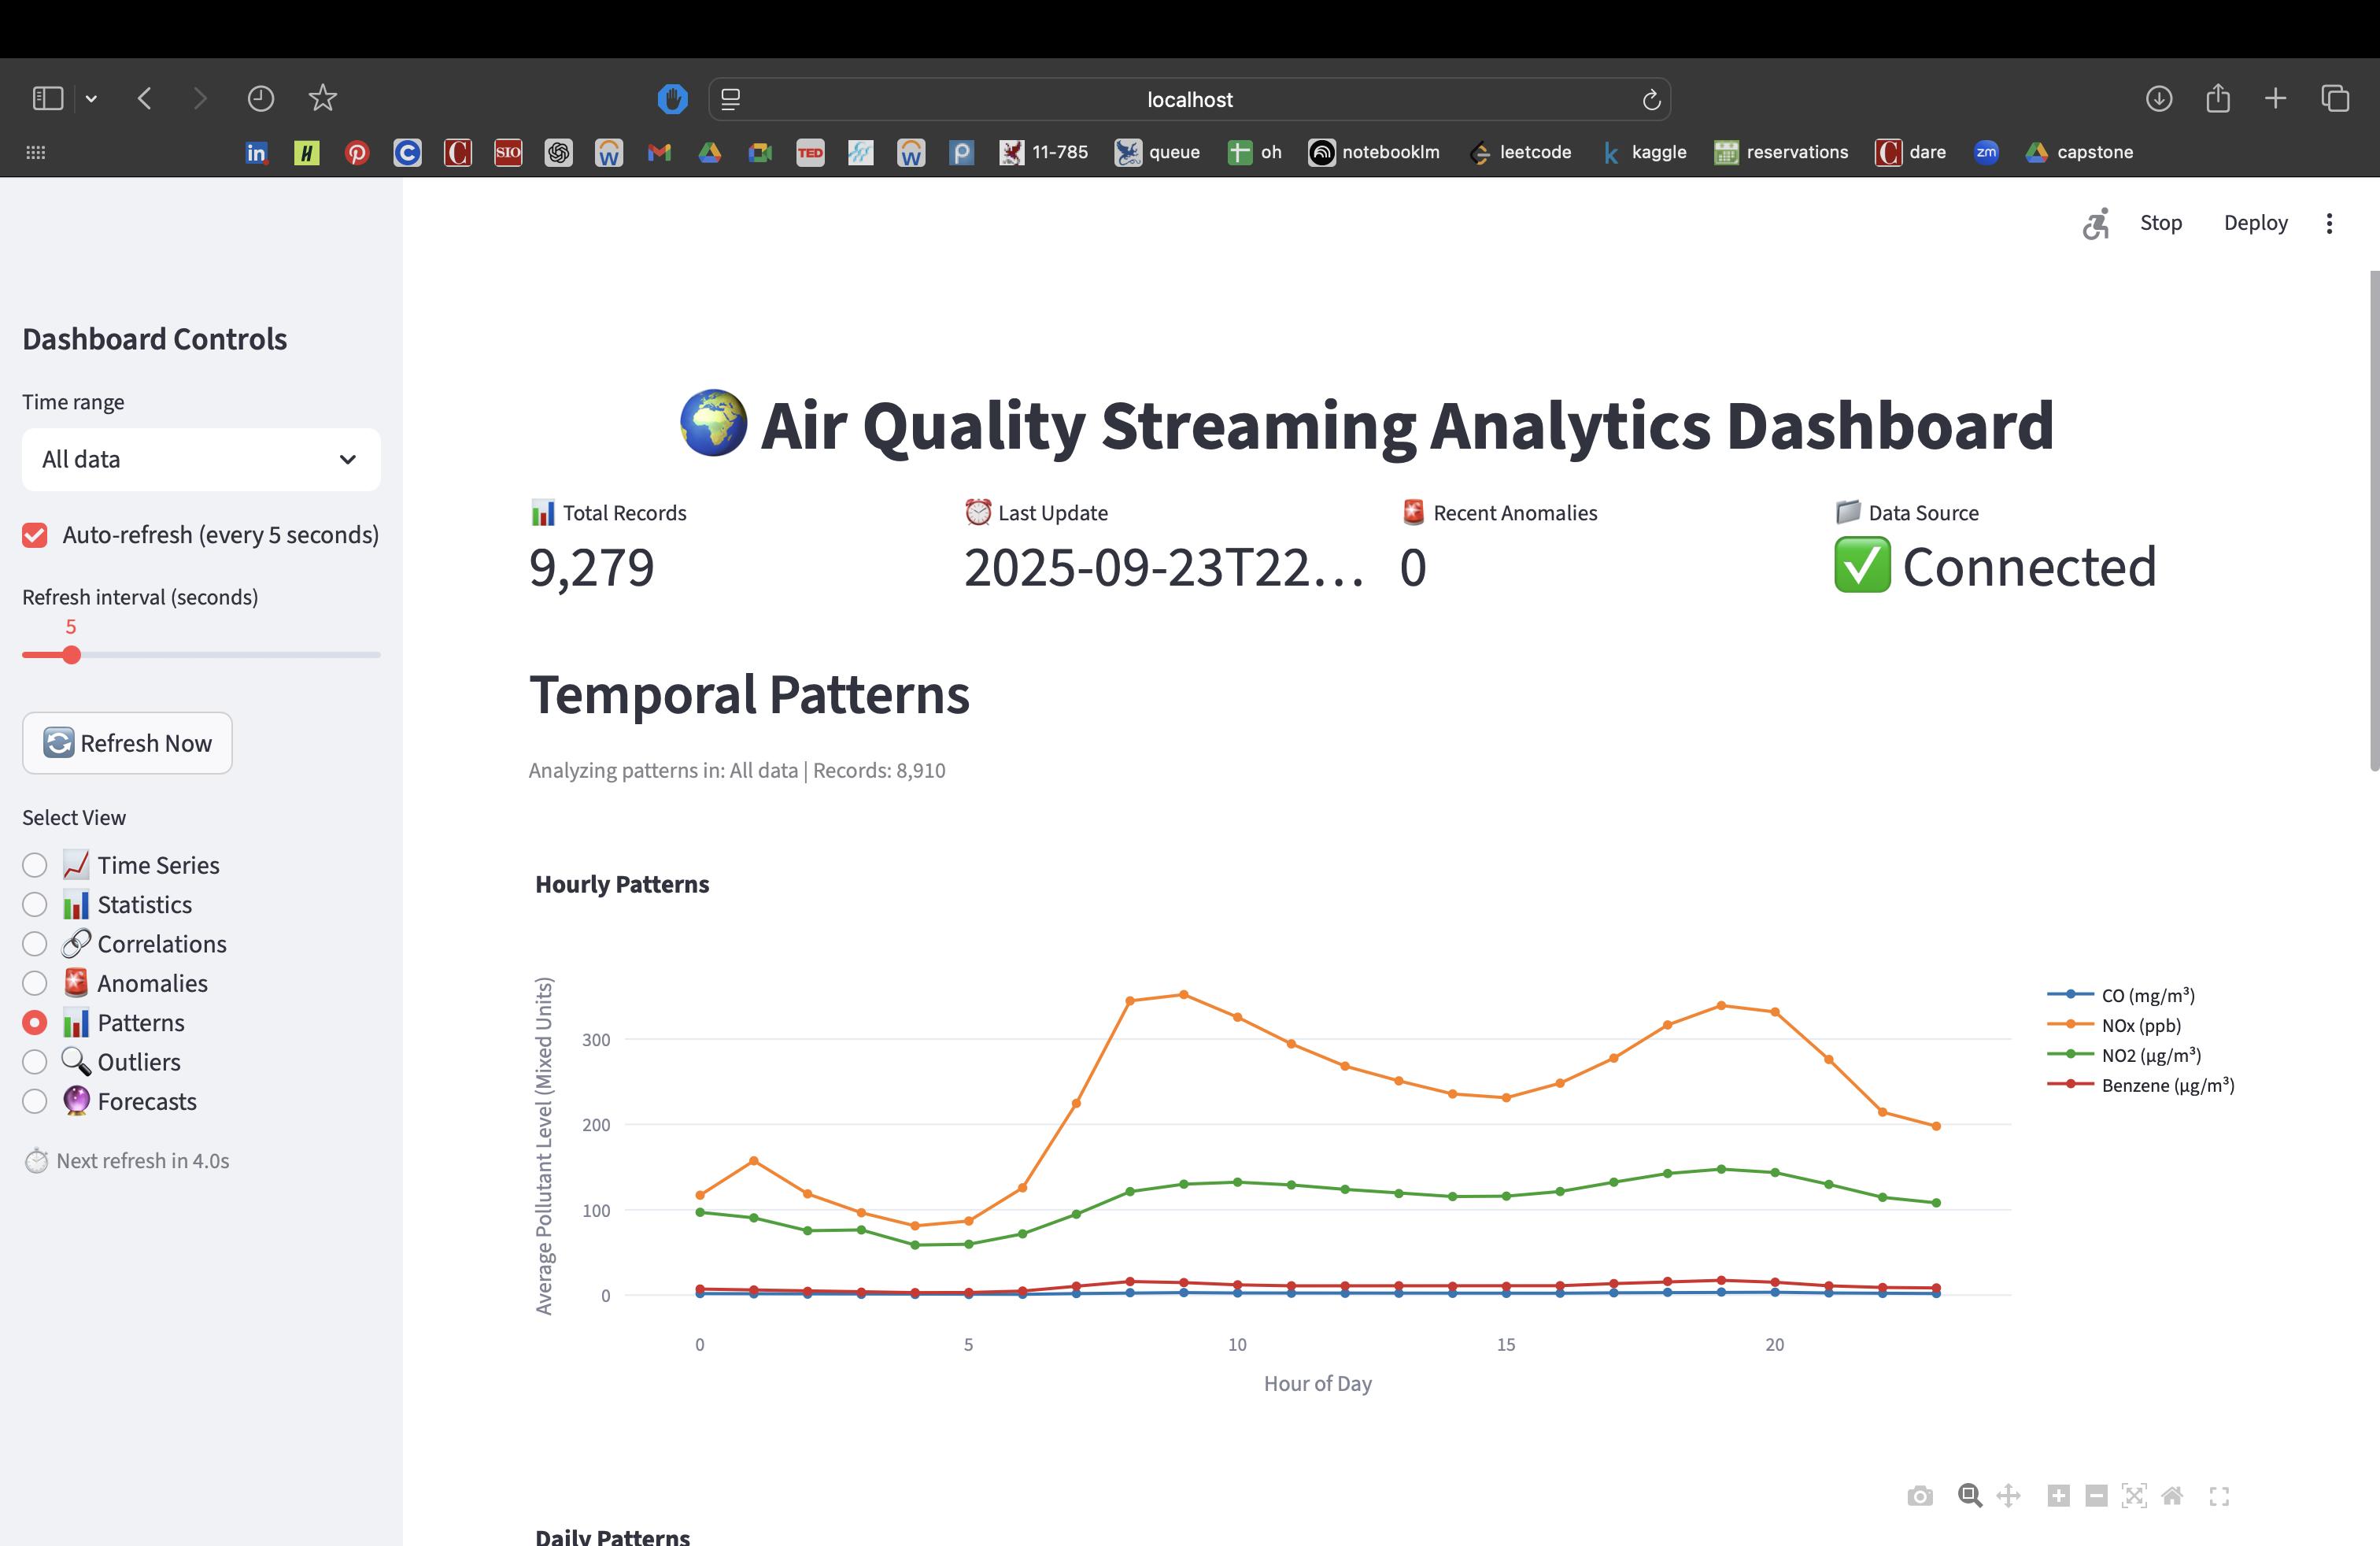 localhost
in
H
C
C
SIO
W
TED
W
P
11-785
queue
oh
notebooklm
leetcode
k kaggle
reservations
C dare
zm
capstone
Stop
Deploy
Dashboard Controls
Time range
All data
Auto-refresh (every 5 seconds)
Refresh interval (seconds)
5
Refresh Now
Select View
Time Series
Statistics
Correlations
Anomalies
Patterns
Outliers
Forecasts
Next refresh in 4.0s
Air Quality Streaming Analytics Dashboard
Total Records
9,279
Last Update
2025-09-23T22...
Recent Anomalies
0
Data Source
Connected
Temporal Patterns
Analyzing patterns in: All data | Records: 8,910
Hourly Patterns
Average Pollutant Level (Mixed Units)
300
200
100
0
0
5
10
15
20
Hour of Day
CO (mg/m³)
NOx (ppb)
NO2 (µg/m³)
Benzene (µg/m³)
Daily Patterns